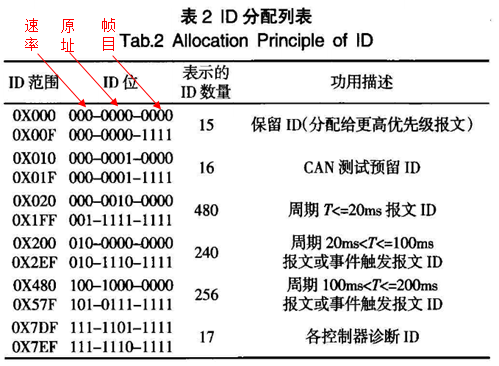 表 2 ID 分配列表
Tab.2 Allocation Principle of ID
速率 原址 帧目
ID 范围 ID 位 表示的 ID 数量 功用描述
0X000 000-0000-0000
0X00F 000-0000-1111
15 保留 ID(分配给更高优先级报文)
0X010 000-0001-0000
0X01F 000-0001-1111
16 CAN 测试预留 ID
0X020 000-0010-0000
0X1FF 001-1111-1111
480 周期 T<=20ms 报文 ID
0X200 010-0000-0000
0X2EF 010-1110-1111
240 周期 20ms<T<=100ms
报文或事件触发报文 ID
0X480 100-1000-0000
0X57F 101-0111-1111
256 周期 100ms<T<=200ms
报文或事件触发报文 ID
0X7DF 111-1101-1111
0X7EF 111-1110-1111
17 各控制器诊断 ID